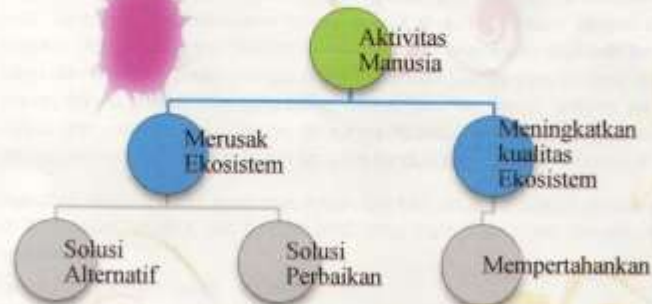 Aktivitas
Manusia
Merusak
Ekosistem
Meningkatkan
kualitas
Ekosistem
Solusi
Alternatif
Solusi
Perbaikan
Mempertahankan